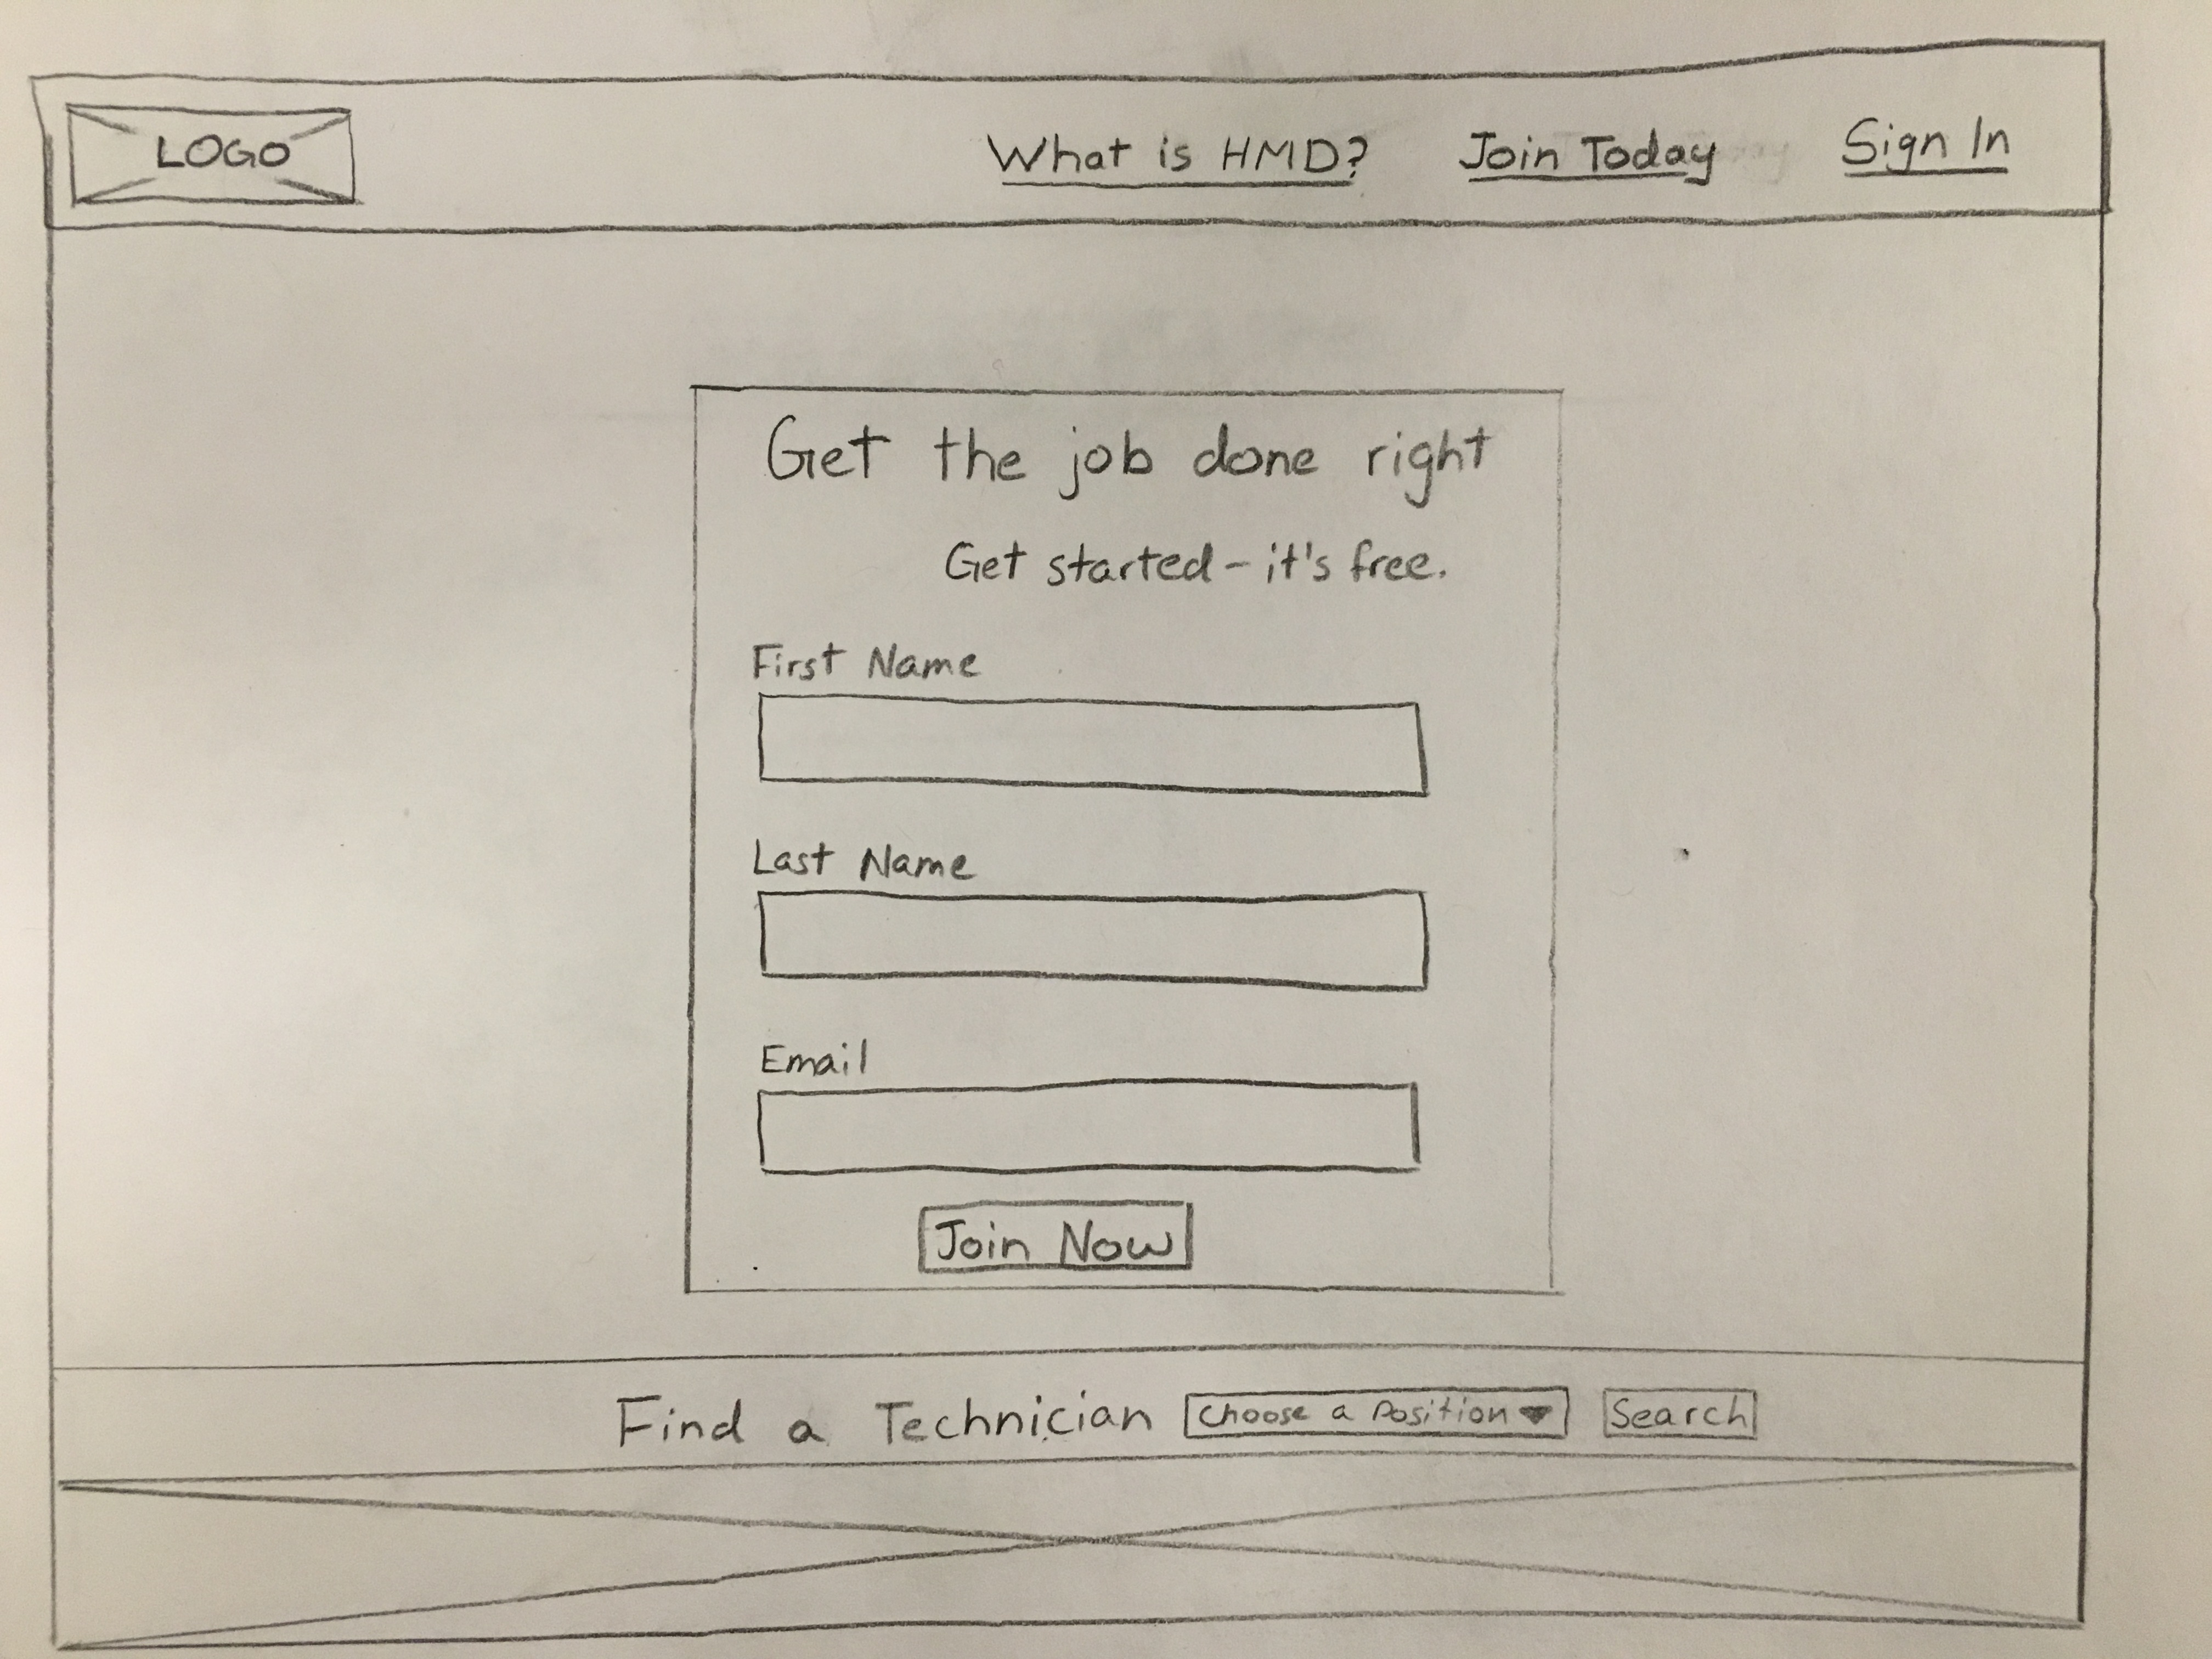 LOGO What is HMD? Join Today Sign In
Get the job done right
Get started - it's free.
First Name
Last Name
Email
Join Now
Find a Technician Choose a Position Search